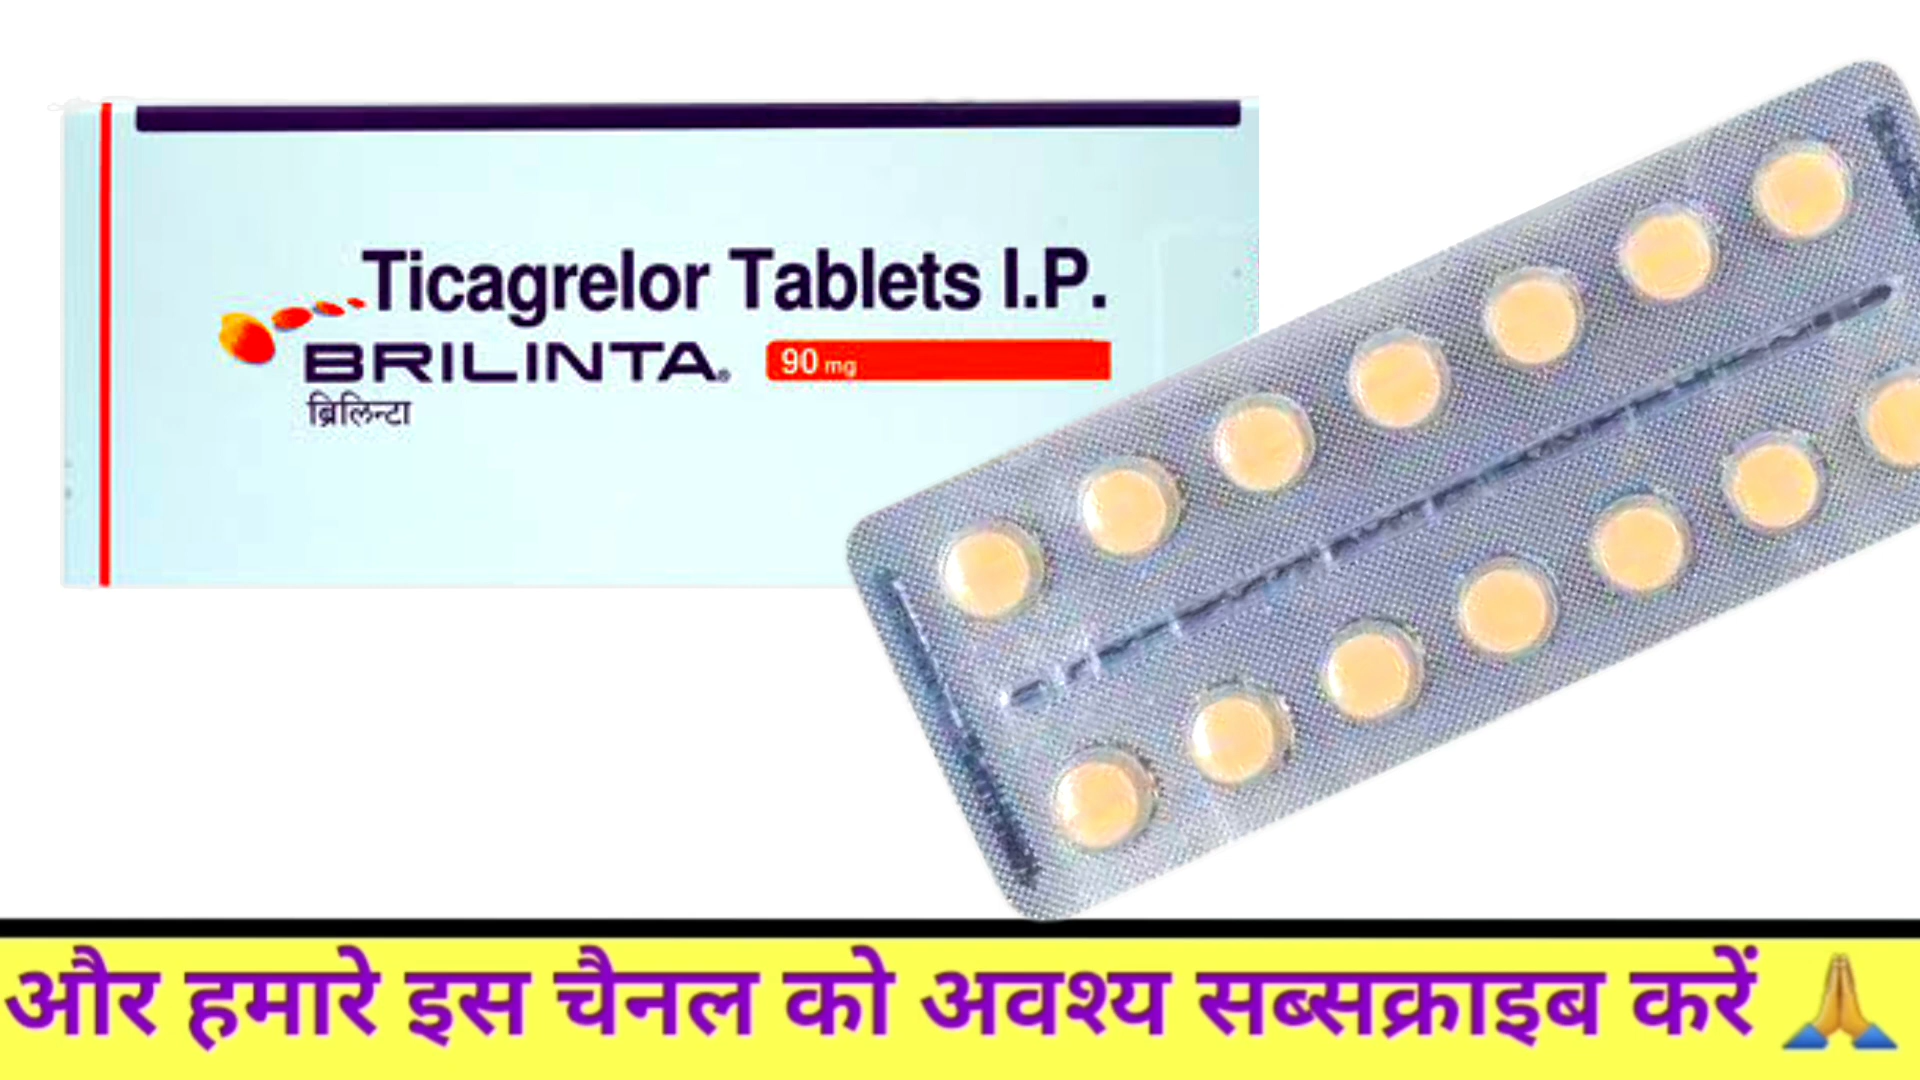 Ticagrelor Tablets I.P.
BRILINTA® 90 mg
ब्रिलिन्टा
और हमारे इस चैनल को अवश्य सब्सक्राइब करें 🙏